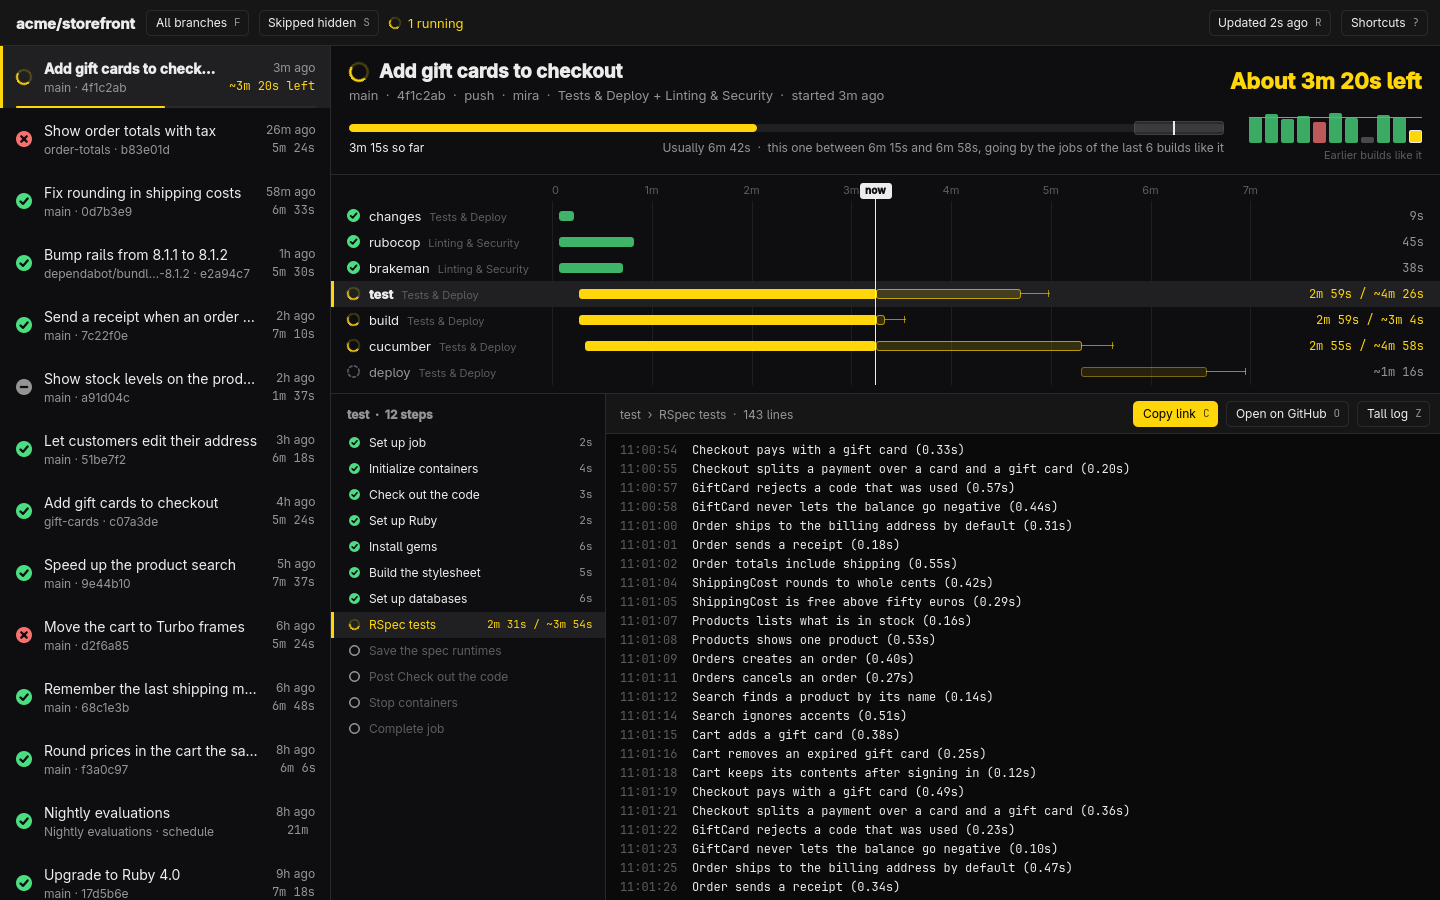 acme/storefront All branches F Skipped hidden S 1 running Updated 2s ago R Shortcuts ?
Add gift cards to check... 3m ago
main · 4f1c2ab ~3m 20s left
Show order totals with tax 26m ago
order-totals · b83e01d 5m 24s
Fix rounding in shipping costs 58m ago
main · 0d7b3e9 6m 33s
Bump rails from 8.1.1 to 8.1.2 1h ago
dependabot/bundl...-8.1.2 · e2a94c7 5m 30s
Send a receipt when an order ... 2h ago
main · 7c22f0e 7m 10s
Show stock levels on the prod... 2h ago
main · a91d04c 1m 37s
Let customers edit their address 3h ago
main · 51be7f2 6m 18s
Add gift cards to checkout 4h ago
gift-cards · c07a3de 5m 24s
Speed up the product search 5h ago
main · 9e44b10 7m 37s
Move the cart to Turbo frames 6h ago
main · d2f6a85 5m 24s
Remember the last shipping m... 6h ago
main · 68c1e3b 6m 48s
Round prices in the cart the sa... 8h ago
main · f3a0c97 6m 6s
Nightly evaluations 8h ago
Nightly evaluations · schedule 21m
Upgrade to Ruby 4.0 9h ago
main · 17d5b6e 7m 18s
Add gift cards to checkout
main · 4f1c2ab · push · mira · Tests & Deploy + Linting & Security · started 3m ago
About 3m 20s left
3m 15s so far Usually 6m 42s · this one between 6m 15s and 6m 58s, going by the jobs of the last 6 builds like it
Earlier builds like it
0 1m 2m 3m now 4m 5m 6m 7m
changes Tests & Deploy 9s
rubocop Linting & Security 45s
brakeman Linting & Security 38s
test Tests & Deploy 2m 59s / ~4m 26s
build Tests & Deploy 2m 59s / ~3m 4s
cucumber Tests & Deploy 2m 55s / ~4m 58s
deploy Tests & Deploy ~1m 16s
test · 12 steps
Set up job 2s
Initialize containers 4s
Check out the code 3s
Set up Ruby 2s
Install gems 6s
Build the stylesheet 5s
Set up databases 6s
RSpec tests 2m 31s / ~3m 54s
Save the spec runtimes
Post Check out the code
Stop containers
Complete job
test › RSpec tests · 143 lines Copy link C Open on GitHub O Tall log Z
11:00:54 Checkout pays with a gift card (0.33s)
11:00:55 Checkout splits a payment over a card and a gift card (0.20s)
11:00:57 GiftCard rejects a code that was used (0.57s)
11:00:58 GiftCard never lets the balance go negative (0.44s)
11:01:00 Order ships to the billing address by default (0.31s)
11:01:01 Order sends a receipt (0.18s)
11:01:02 Order totals include shipping (0.55s)
11:01:04 ShippingCost rounds to whole cents (0.42s)
11:01:05 ShippingCost is free above fifty euros (0.29s)
11:01:07 Products lists what is in stock (0.16s)
11:01:08 Products shows one product (0.53s)
11:01:09 Orders creates an order (0.40s)
11:01:11 Orders cancels an order (0.27s)
11:01:12 Search finds a product by its name (0.14s)
11:01:14 Search ignores accents (0.51s)
11:01:15 Cart adds a gift card (0.38s)
11:01:16 Cart removes an expired gift card (0.25s)
11:01:18 Cart keeps its contents after signing in (0.12s)
11:01:19 Checkout pays with a gift card (0.49s)
11:01:21 Checkout splits a payment over a card and a gift card (0.36s)
11:01:22 GiftCard rejects a code that was used (0.23s)
11:01:23 GiftCard never lets the balance go negative (0.10s)
11:01:25 Order ships to the billing address by default (0.47s)
11:01:26 Order sends a receipt (0.34s)